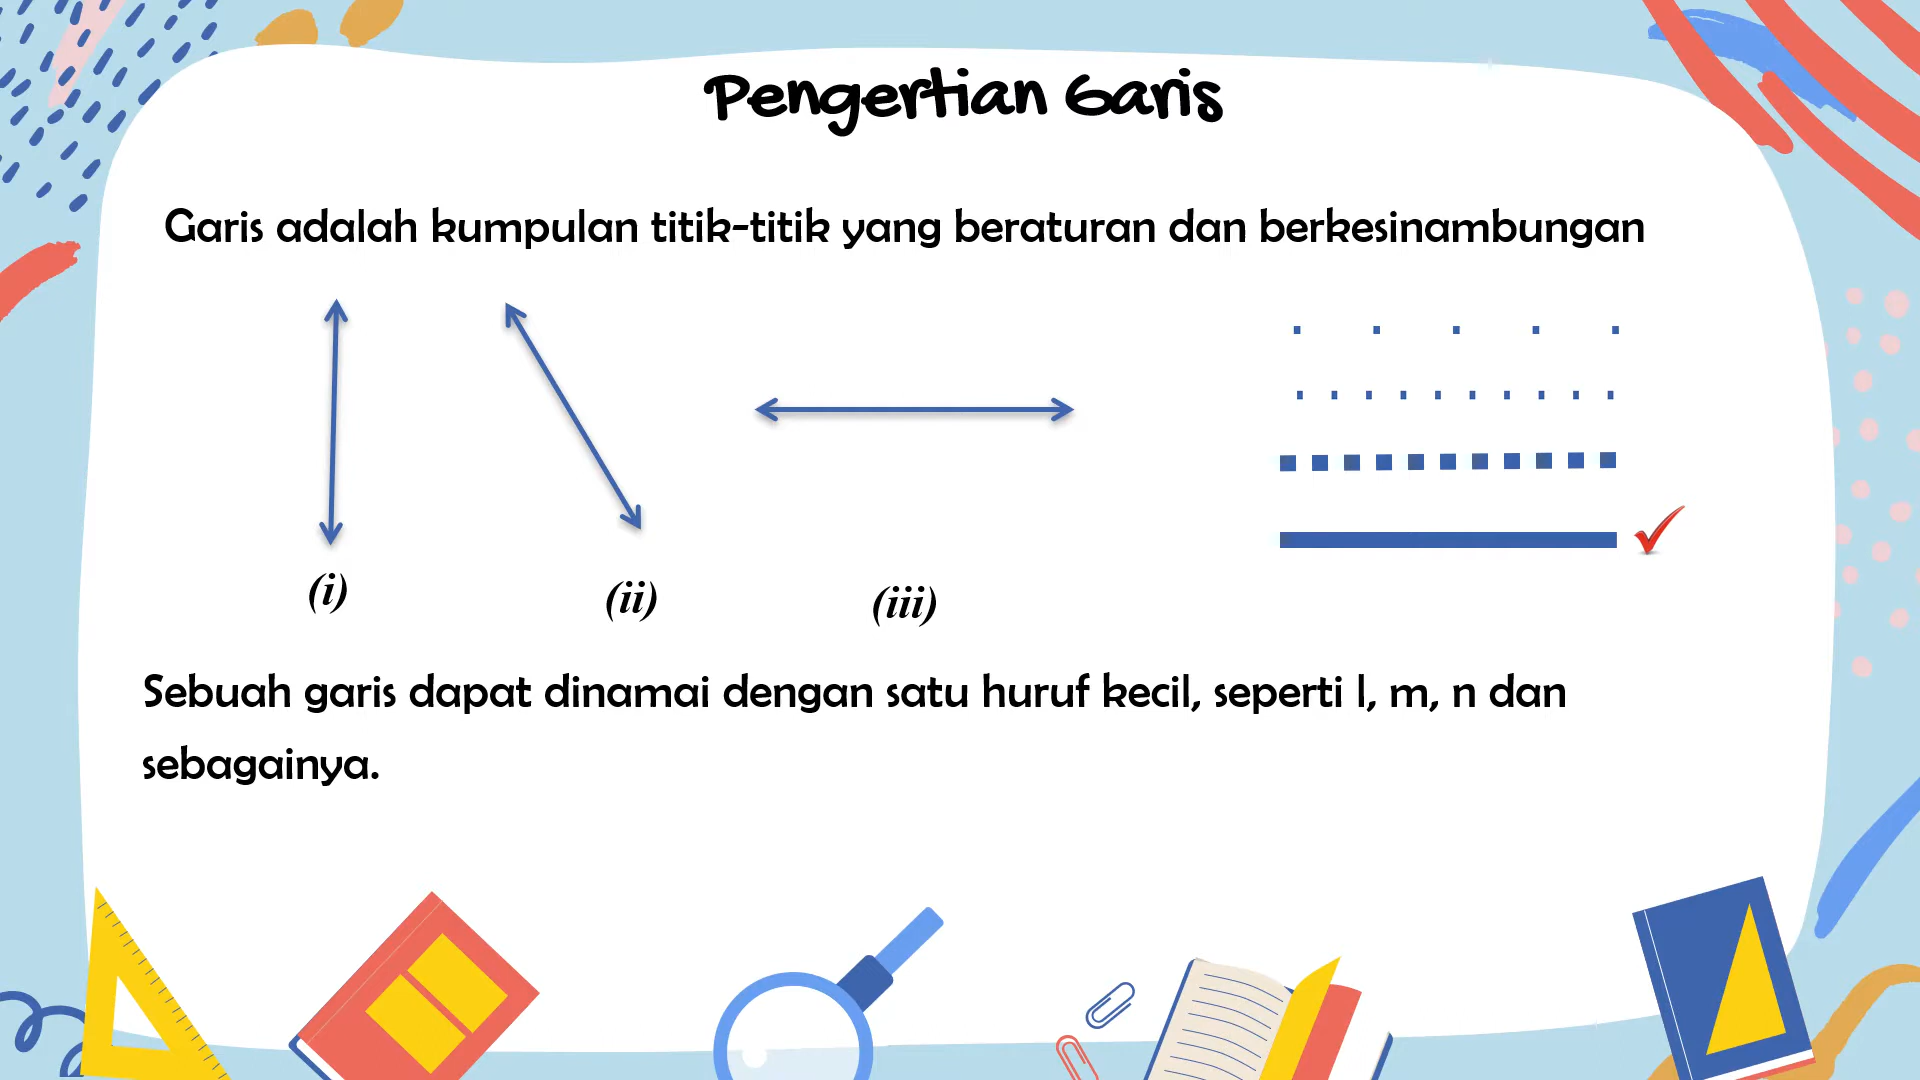 Pengertian Garis
Garis adalah kumpulan titik-titik yang beraturan dan berkesinambungan
(i)
(ii)
(iii)
Sebuah garis dapat dinamai dengan satu huruf kecil, seperti l, m, n dan
sebagainya.